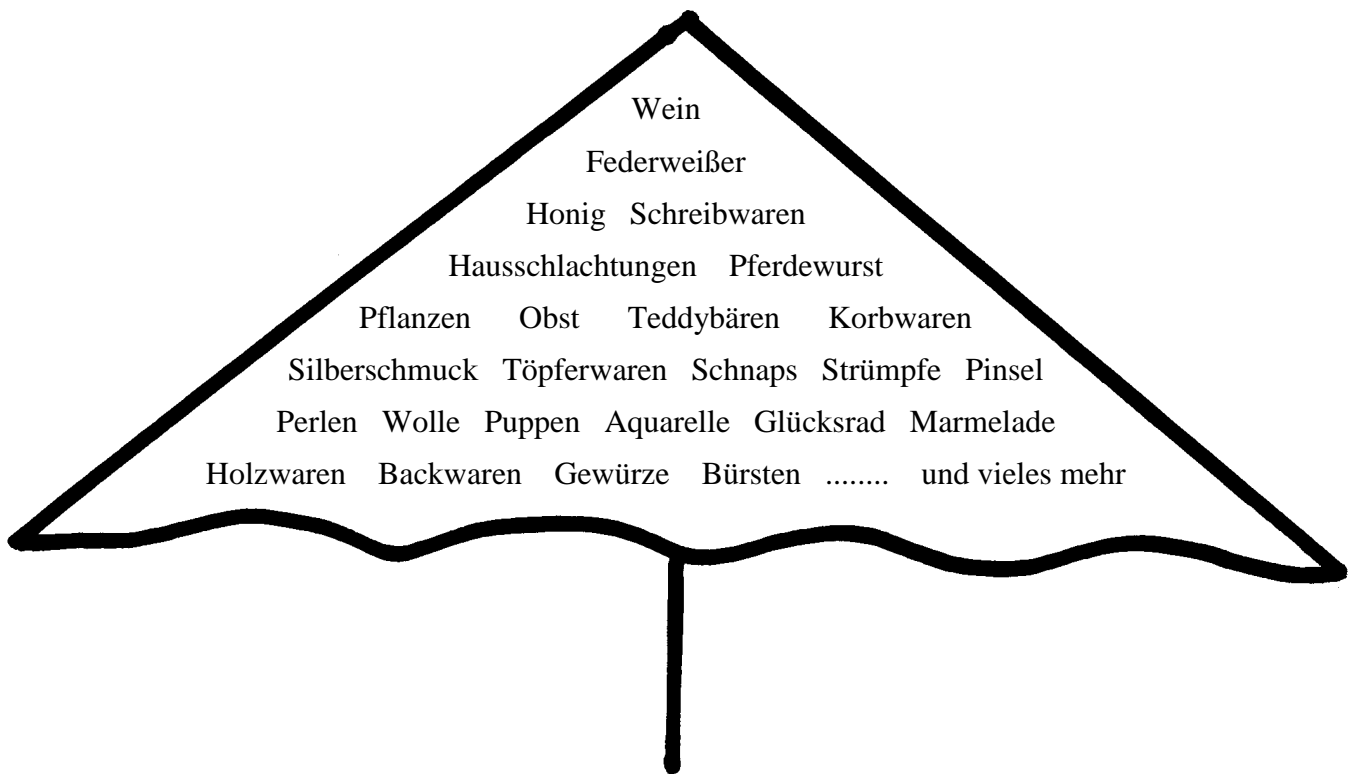 Wein
Federweißer
Honig Schreibwaren
Hausschlachtungen Pferdewurst
Pflanzen Obst Teddybären Korbwaren
Silberschmuck Töpferwaren Schnaps Strümpfe Pinsel
Perlen Wolle Puppen Aquarelle Glücksrad Marmelade
Holzwaren Backwaren Gewürze Bürsten ........ und vieles mehr